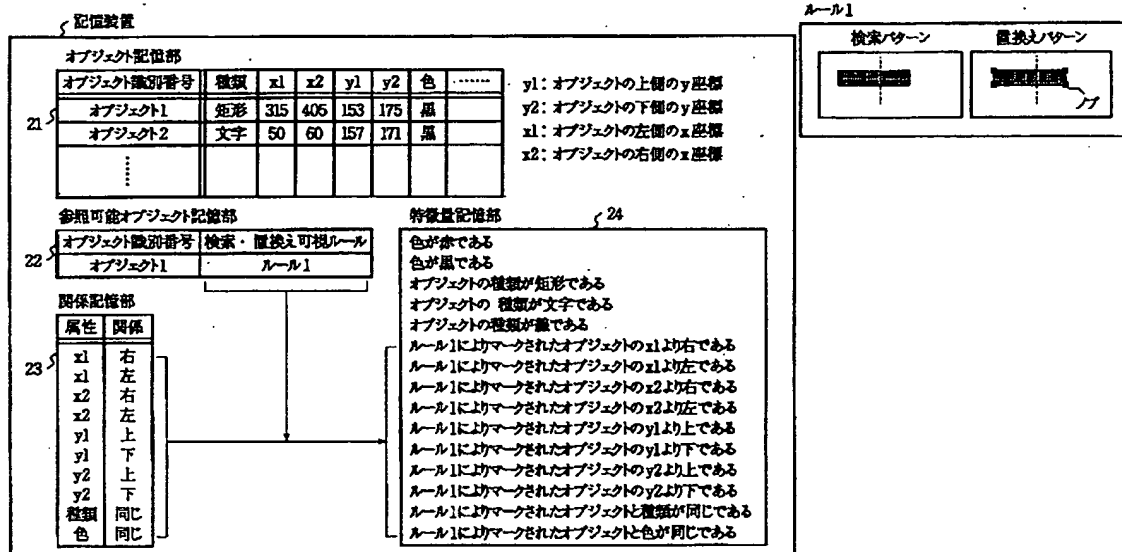 記憶装置
オブジェクト記憶部
オブジェクト識別番号 種類 x1 x2 y1 y2 色 ………
21
オブジェクト1 矩形 315 405 153 175 黒
オブジェクト2 文字 50 60 157 171 黒
y1: オブジェクトの上側のy座標
y2: オブジェクトの下側のy座標
x1: オブジェクトの左側のx座標
x2: オブジェクトの右側のx座標
参照可能オブジェクト記憶部
22
オブジェクト識別番号 検索・置換え可視ルール
オブジェクト1 ルール1
関係記憶部
23
属性 関係
x1 右
x1 左
x2 右
x2 左
y1 上
y1 下
y2 上
y2 下
種類 同じ
色 同じ
特徴量記憶部
24
色が赤である
色が黒である
オブジェクトの種類が矩形である
オブジェクトの 種類が文字である
オブジェクトの種類が線である
ルール1によりマークされたオブジェクトのx1より右である
ルール1によりマークされたオブジェクトのx1より左である
ルール1によりマークされたオブジェクトのx2より右である
ルール1によりマークされたオブジェクトのx2より左である
ルール1によりマークされたオブジェクトのy1より上である
ルール1によりマークされたオブジェクトのy1より下である
ルール1によりマークされたオブジェクトのy2より上である
ルール1によりマークされたオブジェクトのy2より下である
ルール1によりマークされたオブジェクトと種類が同じである
ルール1によりマークされたオブジェクトと色が同じである
ルール1
検索パターン
置換えパターン
ノブ